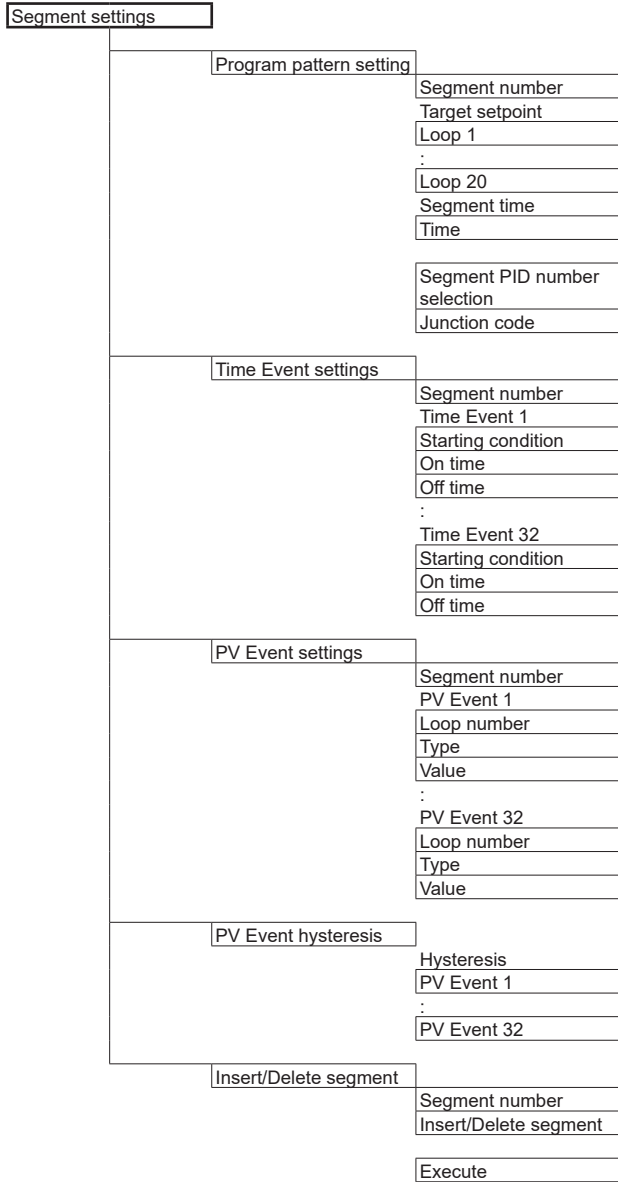 Segment settings
Program pattern setting
Segment number
Target setpoint
Loop 1
:
Loop 20
Segment time
Time
Segment PID number
selection
Junction code
Time Event settings
Segment number
Time Event 1
Starting condition
On time
Off time
:
Time Event 32
Starting condition
On time
Off time
PV Event settings
Segment number
PV Event 1
Loop number
Type
Value
:
PV Event 32
Loop number
Type
Value
PV Event hysteresis
Hysteresis
PV Event 1
:
PV Event 32
Insert/Delete segment
Segment number
Insert/Delete segment
Execute